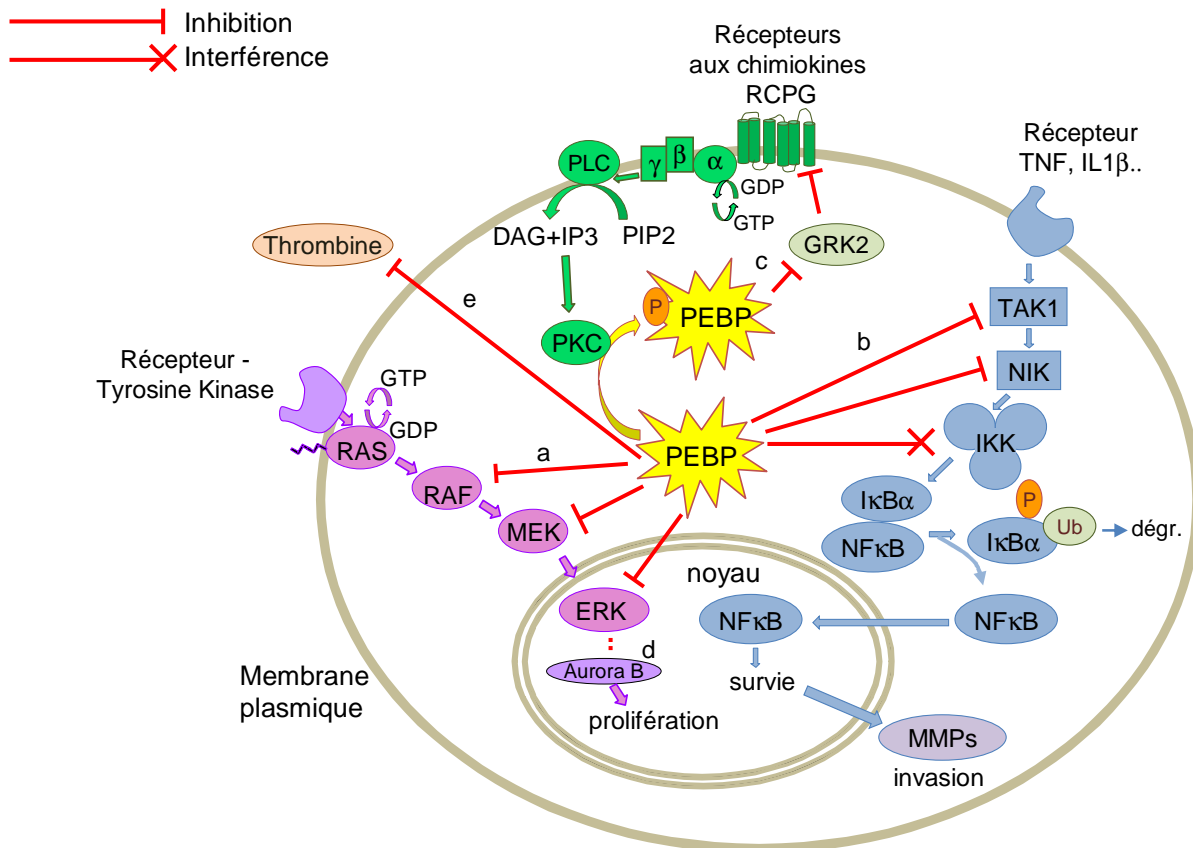 Inhibition
Interférence
Récepteurs
aux chimiokines
RCPG
Récepteur
TNF, IL1β..
PLC
γ
β
α
GDP
GTP
DAG+IP3
PIP2
Thrombine
GRK2
c
e
P
PEBP
TAK1
PKC
b
NIK
Récepteur -
Tyrosine Kinase
GTP
GDP
RAS
PEBP
IKK
a
RAF
IκBα
P
MEK
NFκB
IκBα
Ub
dégr.
noyau
ERK
NFκB
NFκB
d
Aurora B
survie
Membrane
plasmique
prolifération
MMPs
invasion